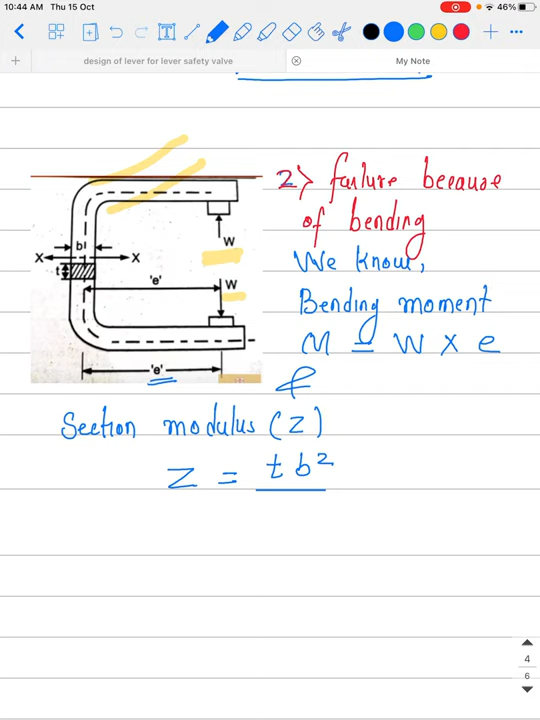 10:44 AM Thu 15 Oct
46%
design of lever for lever safety valve
My Note
2> failure because
of bending
We know,
Bending moment
M = W x e
&
Section modulus (Z)
Z = t b²
b
W
X
X
t
W
'e'
'e'
4
6